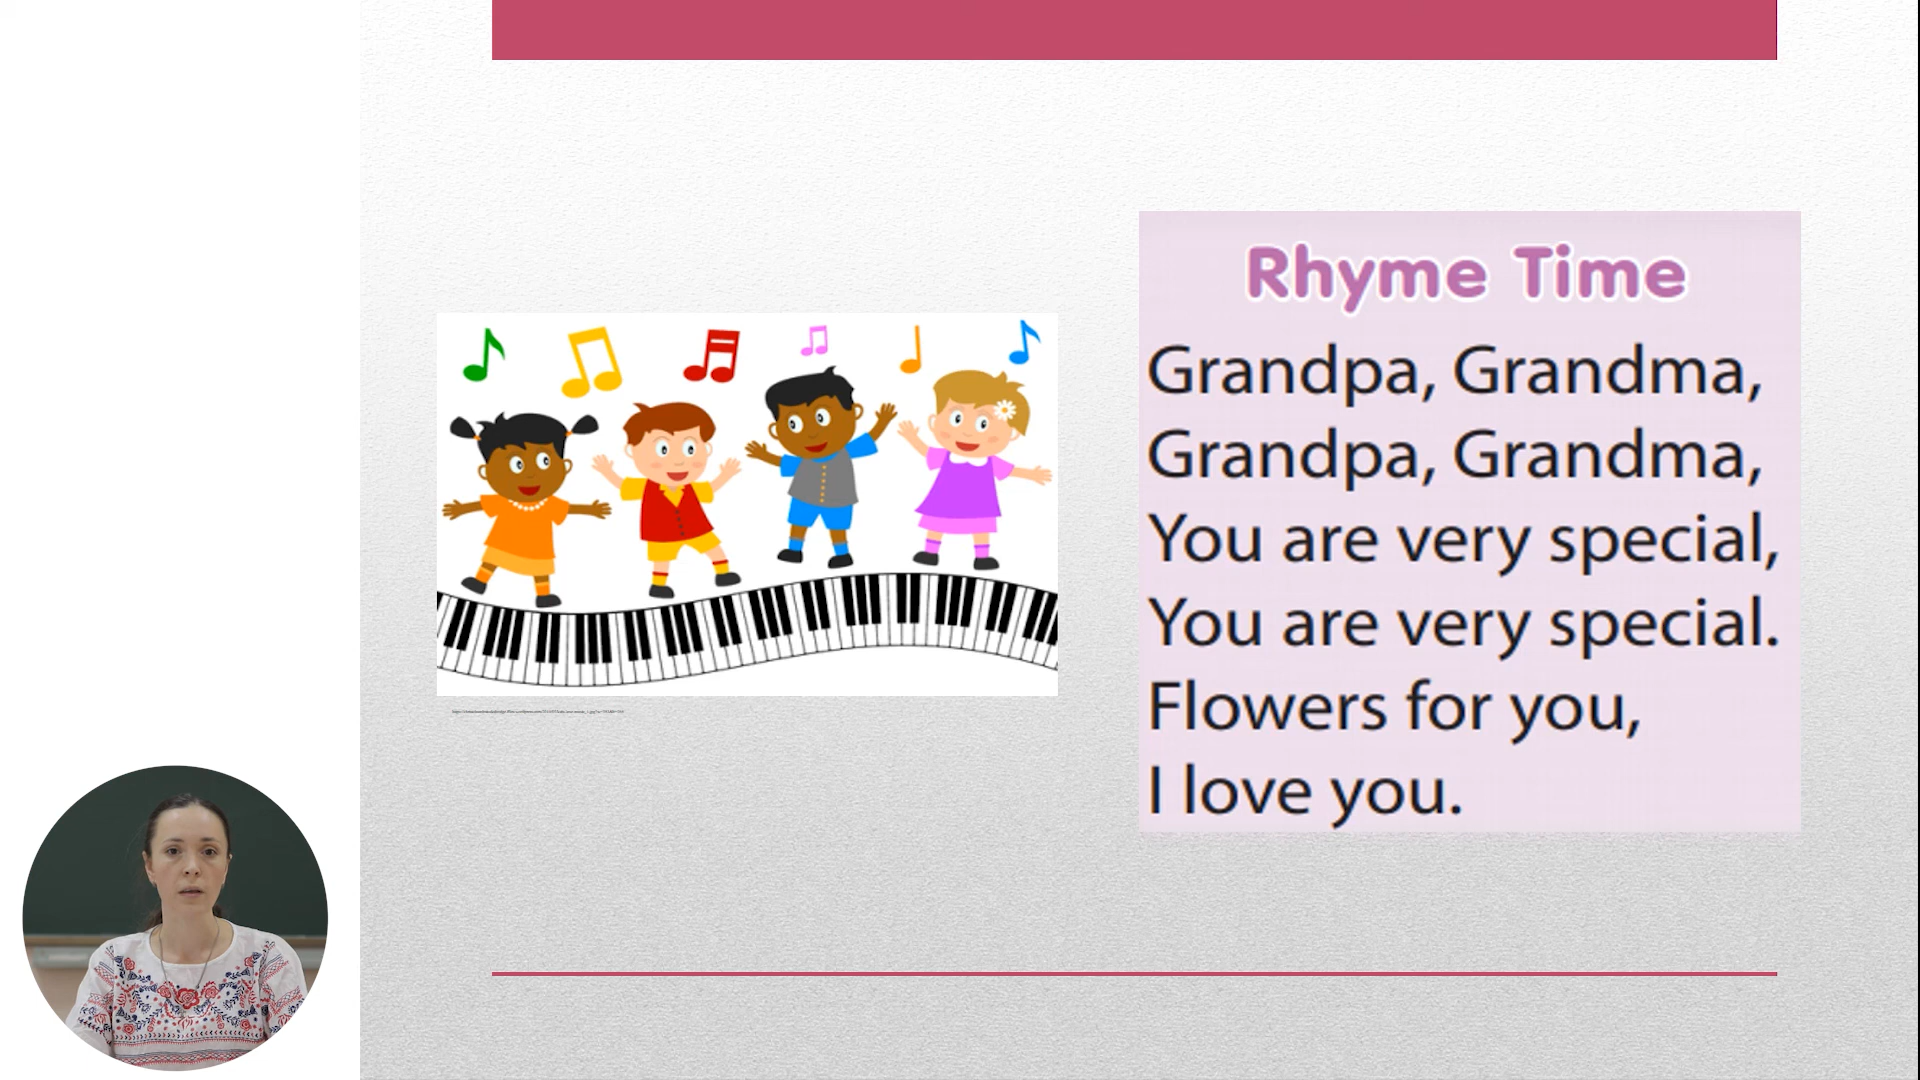 Rhyme Time
Grandpa, Grandma,
Grandpa, Grandma,
You are very special,
You are very special.
Flowers for you,
I love you.